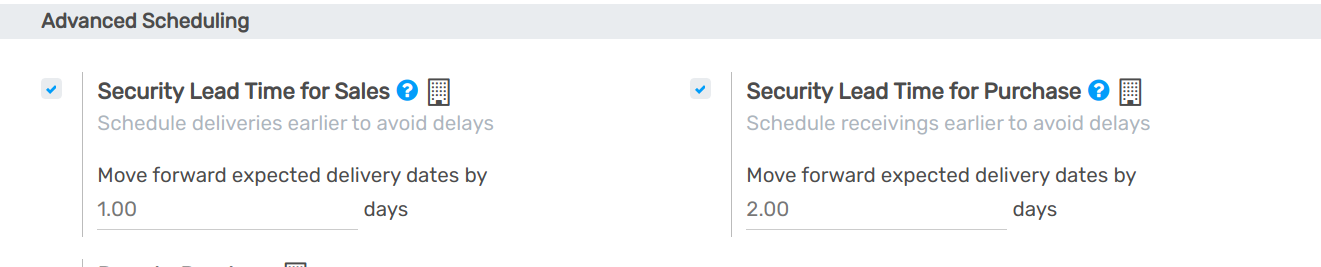 Advanced Scheduling
Security Lead Time for Sales ?
Schedule deliveries earlier to avoid delays
Move forward expected delivery dates by
1.00 days
Security Lead Time for Purchase ?
Schedule receivings earlier to avoid delays
Move forward expected delivery dates by
2.00 days